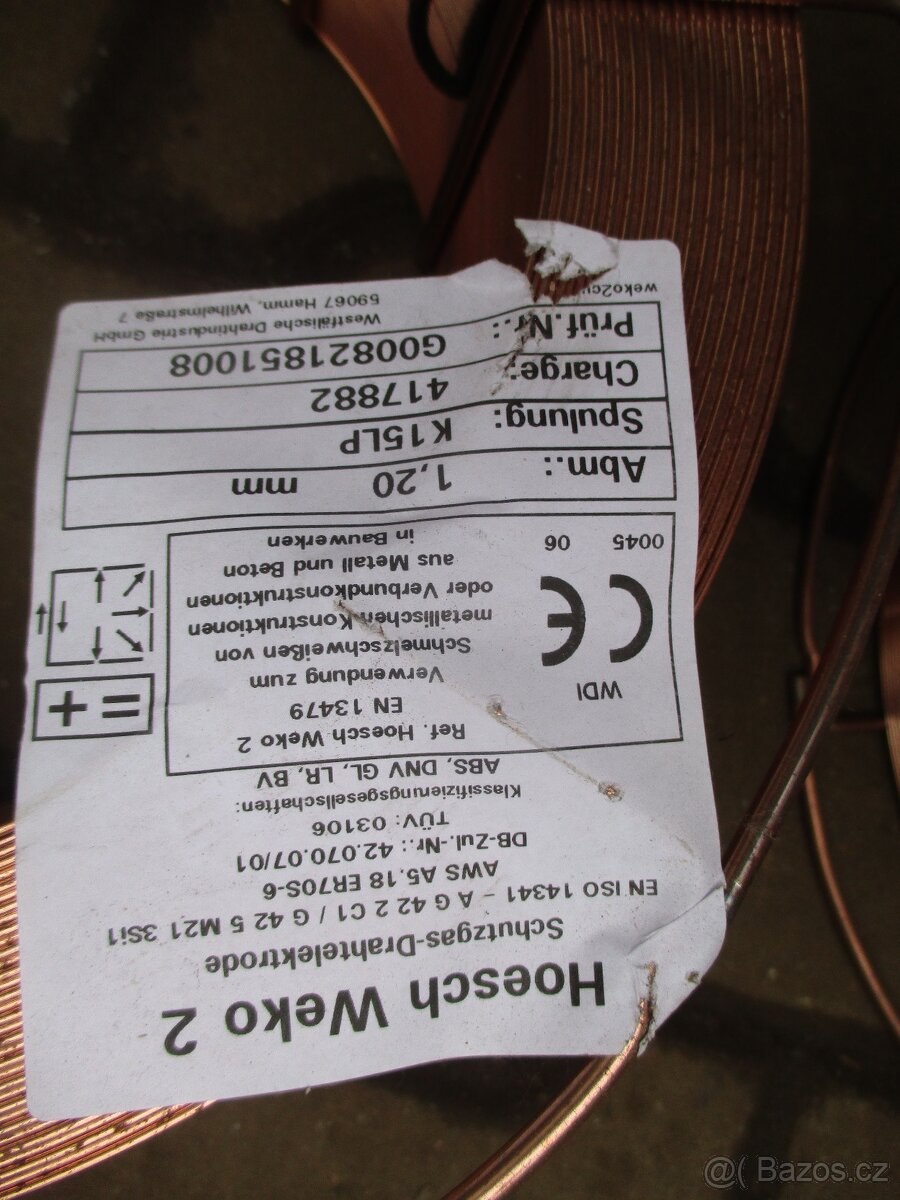 Hoesch Weko 2
Schutzgas-Drahtelektrode
EN ISO 14341 - A G 42 2 C1 / G 42 5 M21 3Si1
AWS A5.18 ER70S-6
DB-Zul.-Nr.: 42.070.07/01
TÜV: 03106
Klassifizierungsgesellschaften:
ABS, DNV GL, LR, BV
CE
WDI
0045 06
Ref. Hoesch Weko 2
EN 13479
Verwendung zum
Schmelzschweißen von
metallischen Konstruktionen
oder Verbundkonstruktionen
aus Metall und Beton
in Bauwerken
= +
Abm.: 1,20 mm
Spulung: K15LP
Charge: 417882
Prüf.Nr.: G00821851008
Westfälische Drahtindustrie GmbH
59067 Hamm, Wilhelmstraße 7
@( Bazos.cz